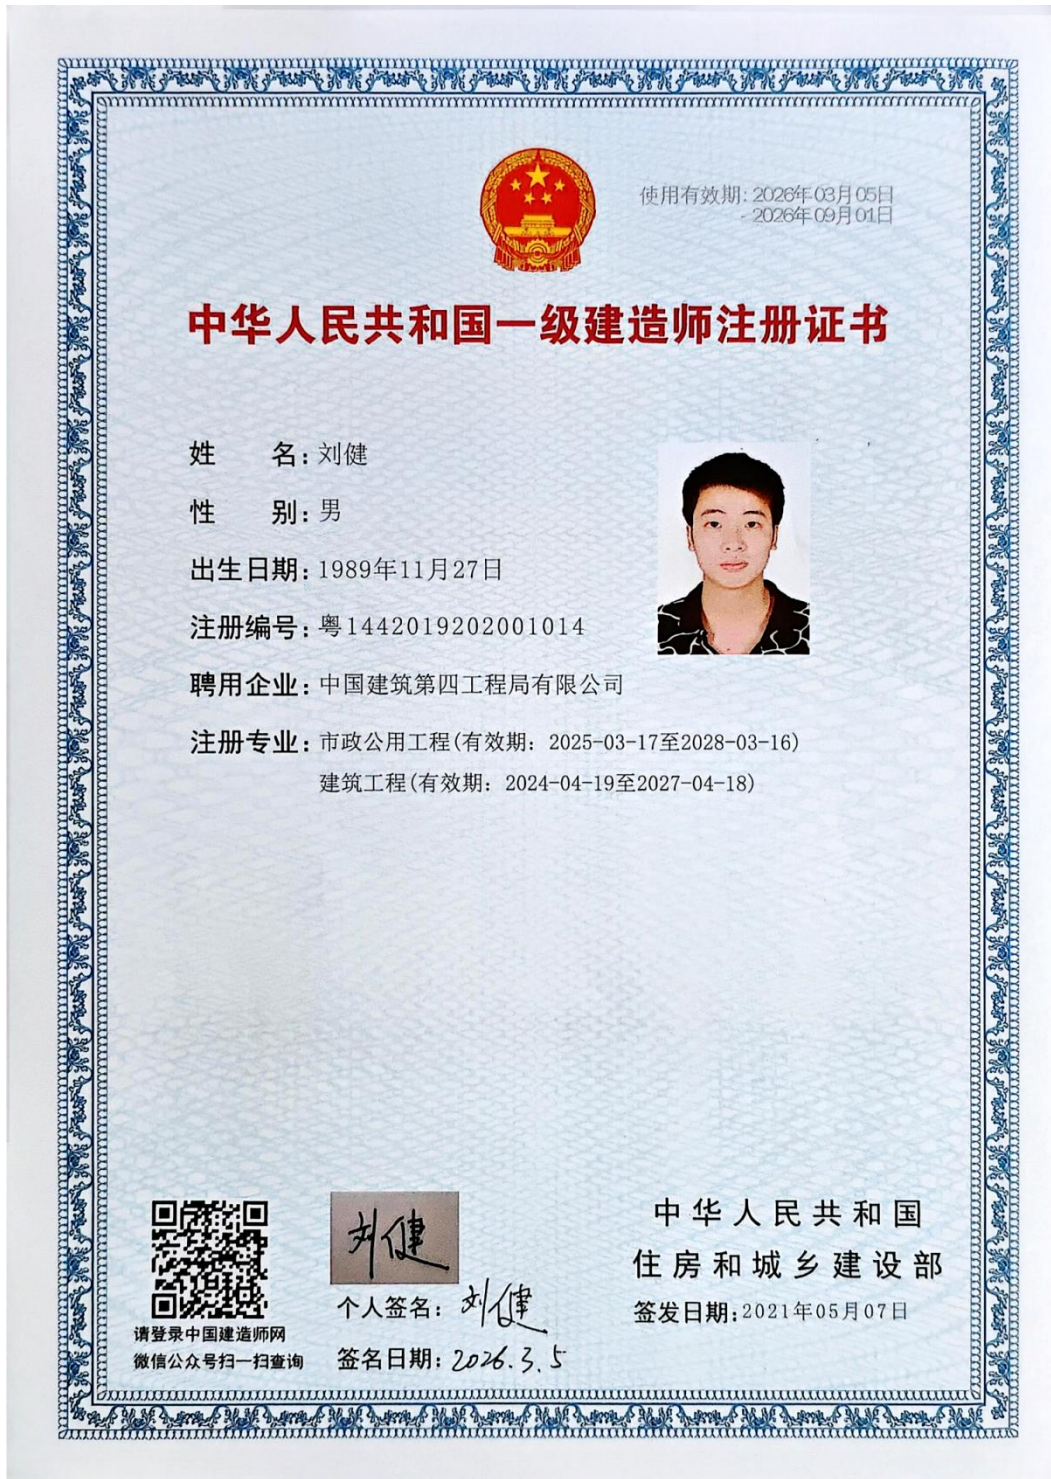 使用有效期: 2026年03月05日
- 2026年09月01日
中华人民共和国一级建造师注册证书
姓 名: 刘健
性 别: 男
出生日期: 1989年11月27日
注册编号: 粤1442019202001014
聘用企业: 中国建筑第四工程局有限公司
注册专业: 市政公用工程(有效期: 2025-03-17至2028-03-16)
建筑工程(有效期: 2024-04-19至2027-04-18)
请登录中国建造师网
微信公众号扫一扫查询
刘健
个人签名: 刘健
签名日期: 2026.3.5
中华人民共和国
住房和城乡建设部
签发日期: 2021年05月07日